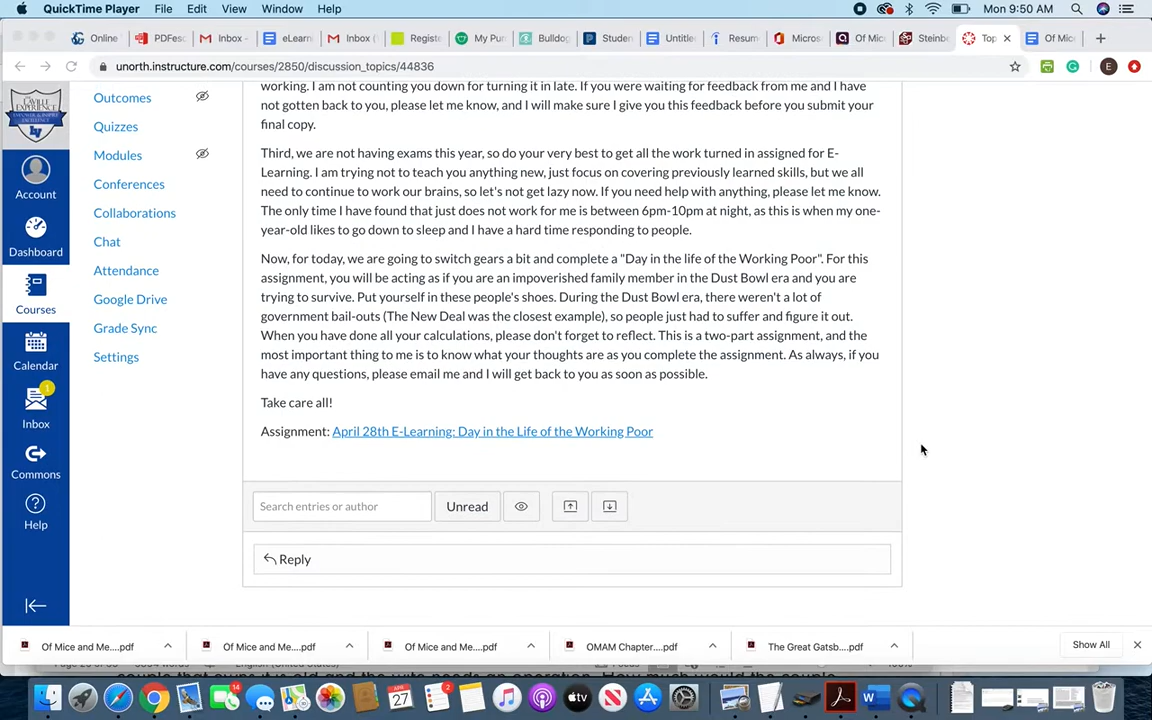 QuickTime Player File Edit View Window Help Mon 9:50 AM
Online PDFesc Inbox - eLearn Inbox ( Registe My Pur Bulldog Studen Untitle Resum Micros Of Mic Steinb Top Of Mic
unorth.instructure.com/courses/2850/discussion_topics/44836 E
LAVILLE EXPERIENCE
LV
Account
Dashboard
Courses
Calendar
1
Inbox
Commons
Help
Outcomes
Quizzes
Modules
Conferences
Collaborations
Chat
Attendance
Google Drive
Grade Sync
Settings
working. I am not counting you down for turning it in late. If you were waiting for feedback from me and I have
not gotten back to you, please let me know, and I will make sure I give you this feedback before you submit your
final copy.
Third, we are not having exams this year, so do your very best to get all the work turned in assigned for E-
Learning. I am trying not to teach you anything new, just focus on covering previously learned skills, but we all
need to continue to work our brains, so let's not get lazy now. If you need help with anything, please let me know.
The only time I have found that just does not work for me is between 6pm-10pm at night, as this is when my one-
year-old likes to go down to sleep and I have a hard time responding to people.
Now, for today, we are going to switch gears a bit and complete a "Day in the life of the Working Poor". For this
assignment, you will be acting as if you are an impoverished family member in the Dust Bowl era and you are
trying to survive. Put yourself in these people's shoes. During the Dust Bowl era, there weren't a lot of
government bail-outs (The New Deal was the closest example), so people just had to suffer and figure it out.
When you have done all your calculations, please don't forget to reflect. This is a two-part assignment, and the
most important thing to me is to know what your thoughts are as you complete the assignment. As always, if you
have any questions, please email me and I will get back to you as soon as possible.
Take care all!
Assignment: April 28th E-Learning: Day in the Life of the Working Poor
Search entries or author Unread
Reply
Of Mice and Me....pdf Of Mice and Me....pdf Of Mice and Me....pdf OMAM Chapter....pdf The Great Gatsb....pdf Show All
14 APR 27 2 tv